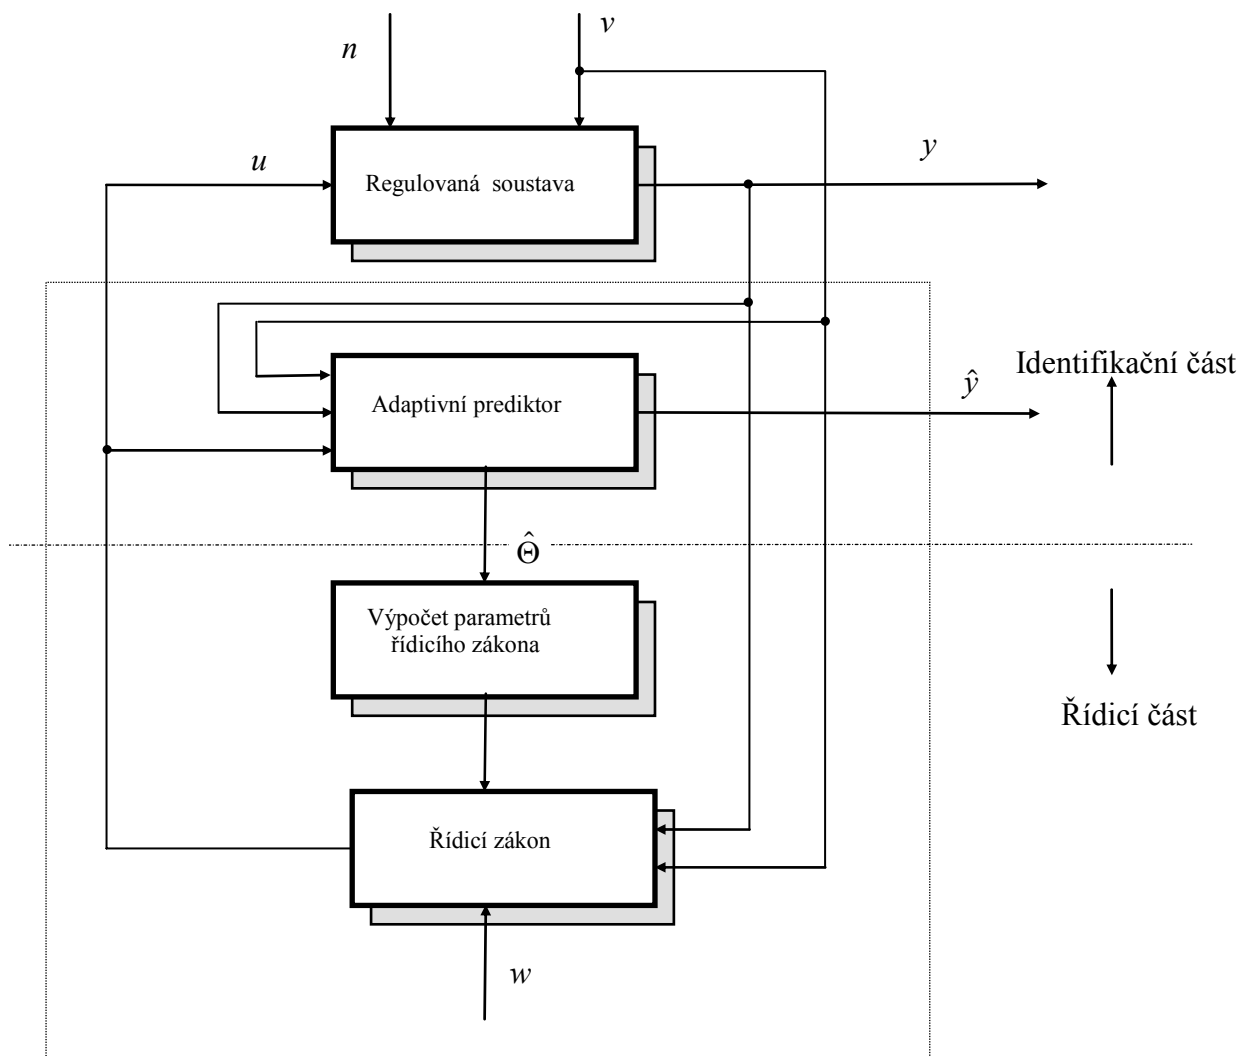 v
n
u
y
Regulovaná soustava
Identifikační část
ŷ
Adaptivní prediktor
Θ̂
Výpočet parametrů
řídicího zákona
Řídicí část
Řídicí zákon
w